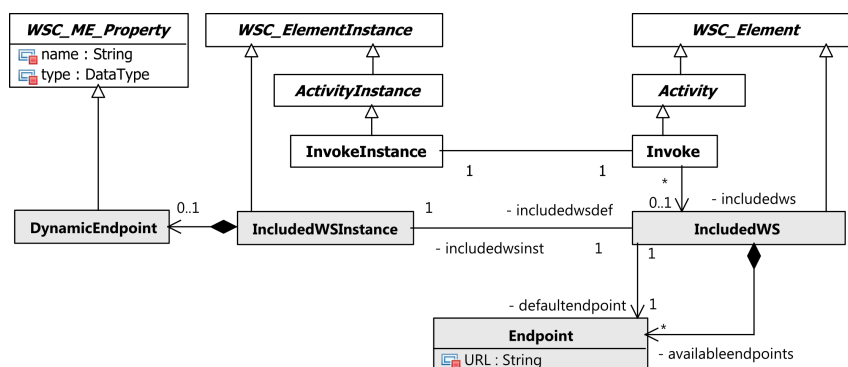 WSC_ME_Property
name : String
type : DataType
WSC_ElementInstance
WSC_Element
ActivityInstance
Activity
InvokeInstance
1
1
Invoke
*
0..1
- includedws
DynamicEndpoint
0..1
IncludedWSInstance
1
- includedwsdef
- includedwsinst
1
IncludedWS
1
- defaultendpoint
1
*
- availableendpoints
Endpoint
URL : String